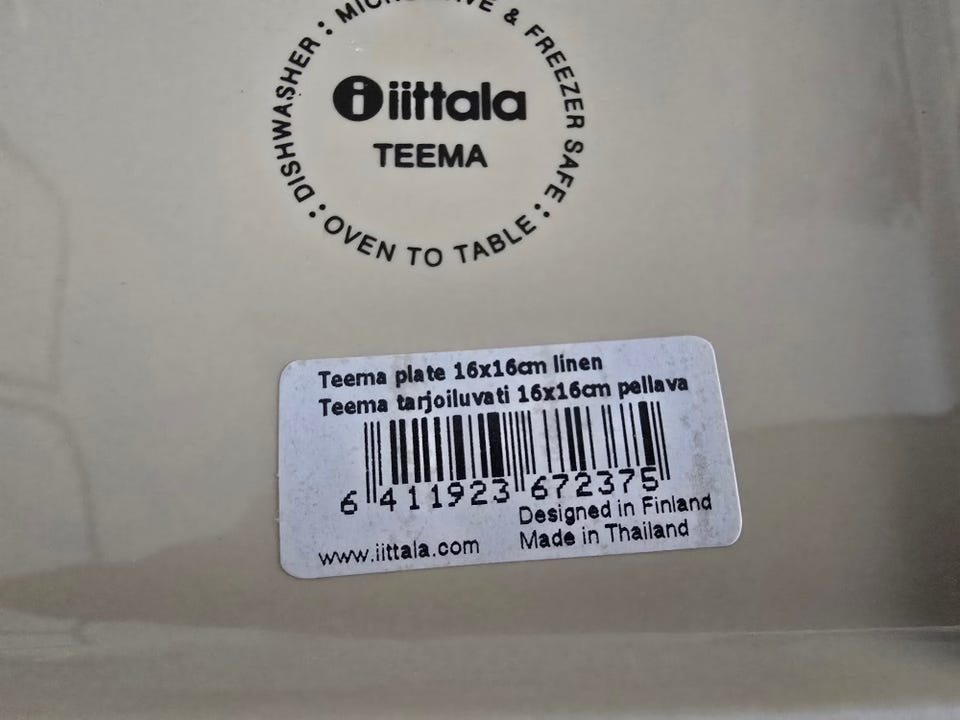 DISHWASHER : MICROWAVE & FREEZER SAFE : OVEN TO TABLE :
iittala
TEEMA
Teema plate 16x16cm linen
Teema tarjoiluvati 16x16cm pellava
6 411923 672375
Designed in Finland
www.iittala.com Made in Thailand